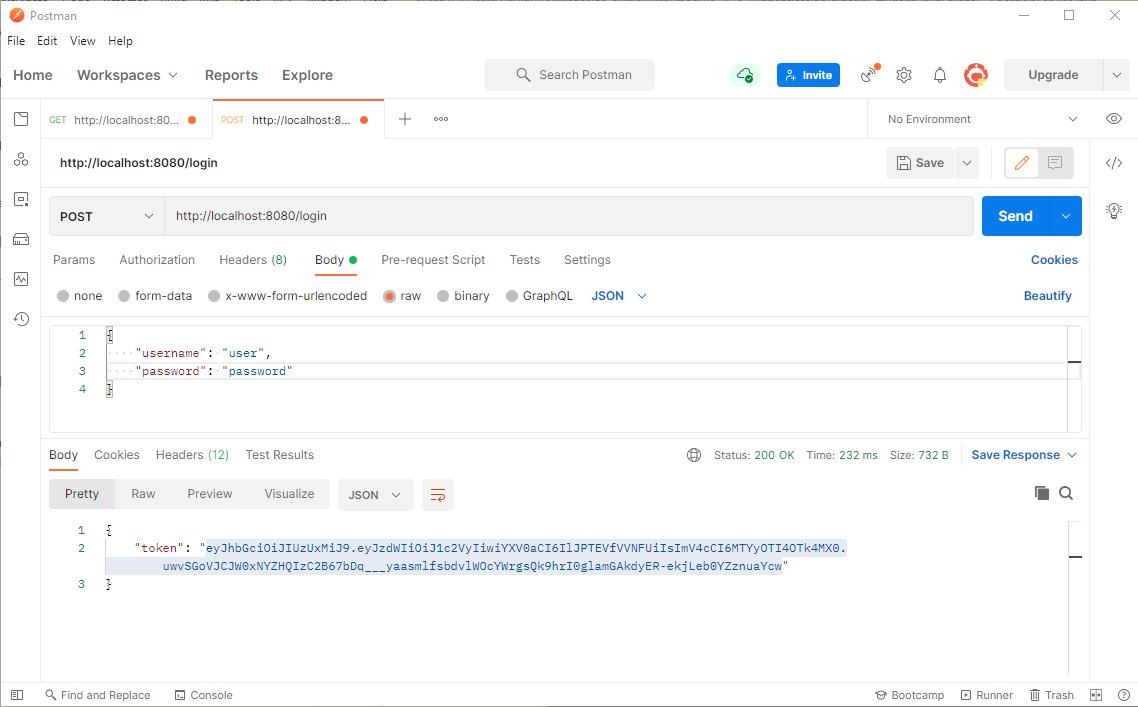 Postman
File Edit View Help
Home Workspaces Reports Explore Search Postman Invite Upgrade
GET http://localhost:80... POST http://localhost:8... No Environment
http://localhost:8080/login Save
POST http://localhost:8080/login Send
Params Authorization Headers (8) Body Pre-request Script Tests Settings Cookies
none form-data x-www-form-urlencoded raw binary GraphQL JSON Beautify
1 {
2 "username": "user",
3 "password": "password"
4 }
Body Cookies Headers (12) Test Results Status: 200 OK Time: 232 ms Size: 732 B Save Response
Pretty Raw Preview Visualize JSON
1 {
2 "token": "eyJhbGciOiJIUzUxMiJ9.eyJzdWIiOiJ1c2VyIiwiYXV0aCI6IlJPTEVfVVNFUiIsImV4cCI6MTYyOTI4OTk4MX0.
uwvSGoVJCJW0xNYZHQIzC2B67bDq___yaasmlfsbdvlWOcYWrgsQk9hrI0glamGAkdyER-ekjLeb0YZznuaYcw"
3 }
Find and Replace Console Bootcamp Runner Trash